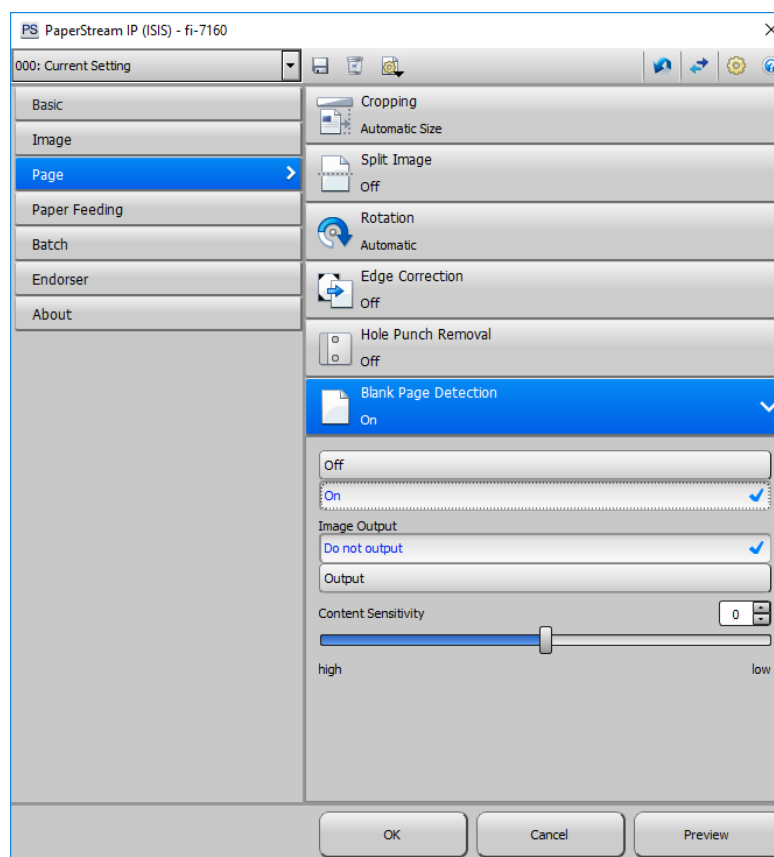 PS PaperStream IP (ISIS) - fi-7160
000: Current Setting
Basic
Image
Page
Paper Feeding
Batch
Endorser
About
Cropping
Automatic Size
Split Image
Off
Rotation
Automatic
Edge Correction
Off
Hole Punch Removal
Off
Blank Page Detection
On
Off
On
Image Output
Do not output
Output
Content Sensitivity 0
high low
OK Cancel Preview